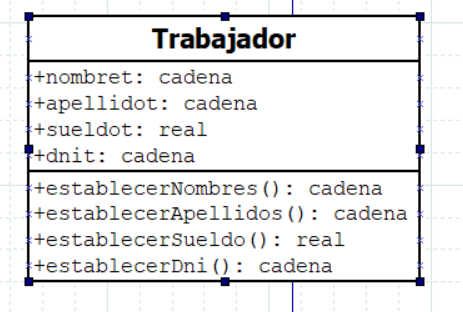 Trabajador
+nombret: cadena
+apellidot: cadena
+sueldot: real
+dnit: cadena
+establecerNombres(): cadena
+establecerApellidos(): cadena
+establecerSueldo(): real
+establecerDni(): cadena